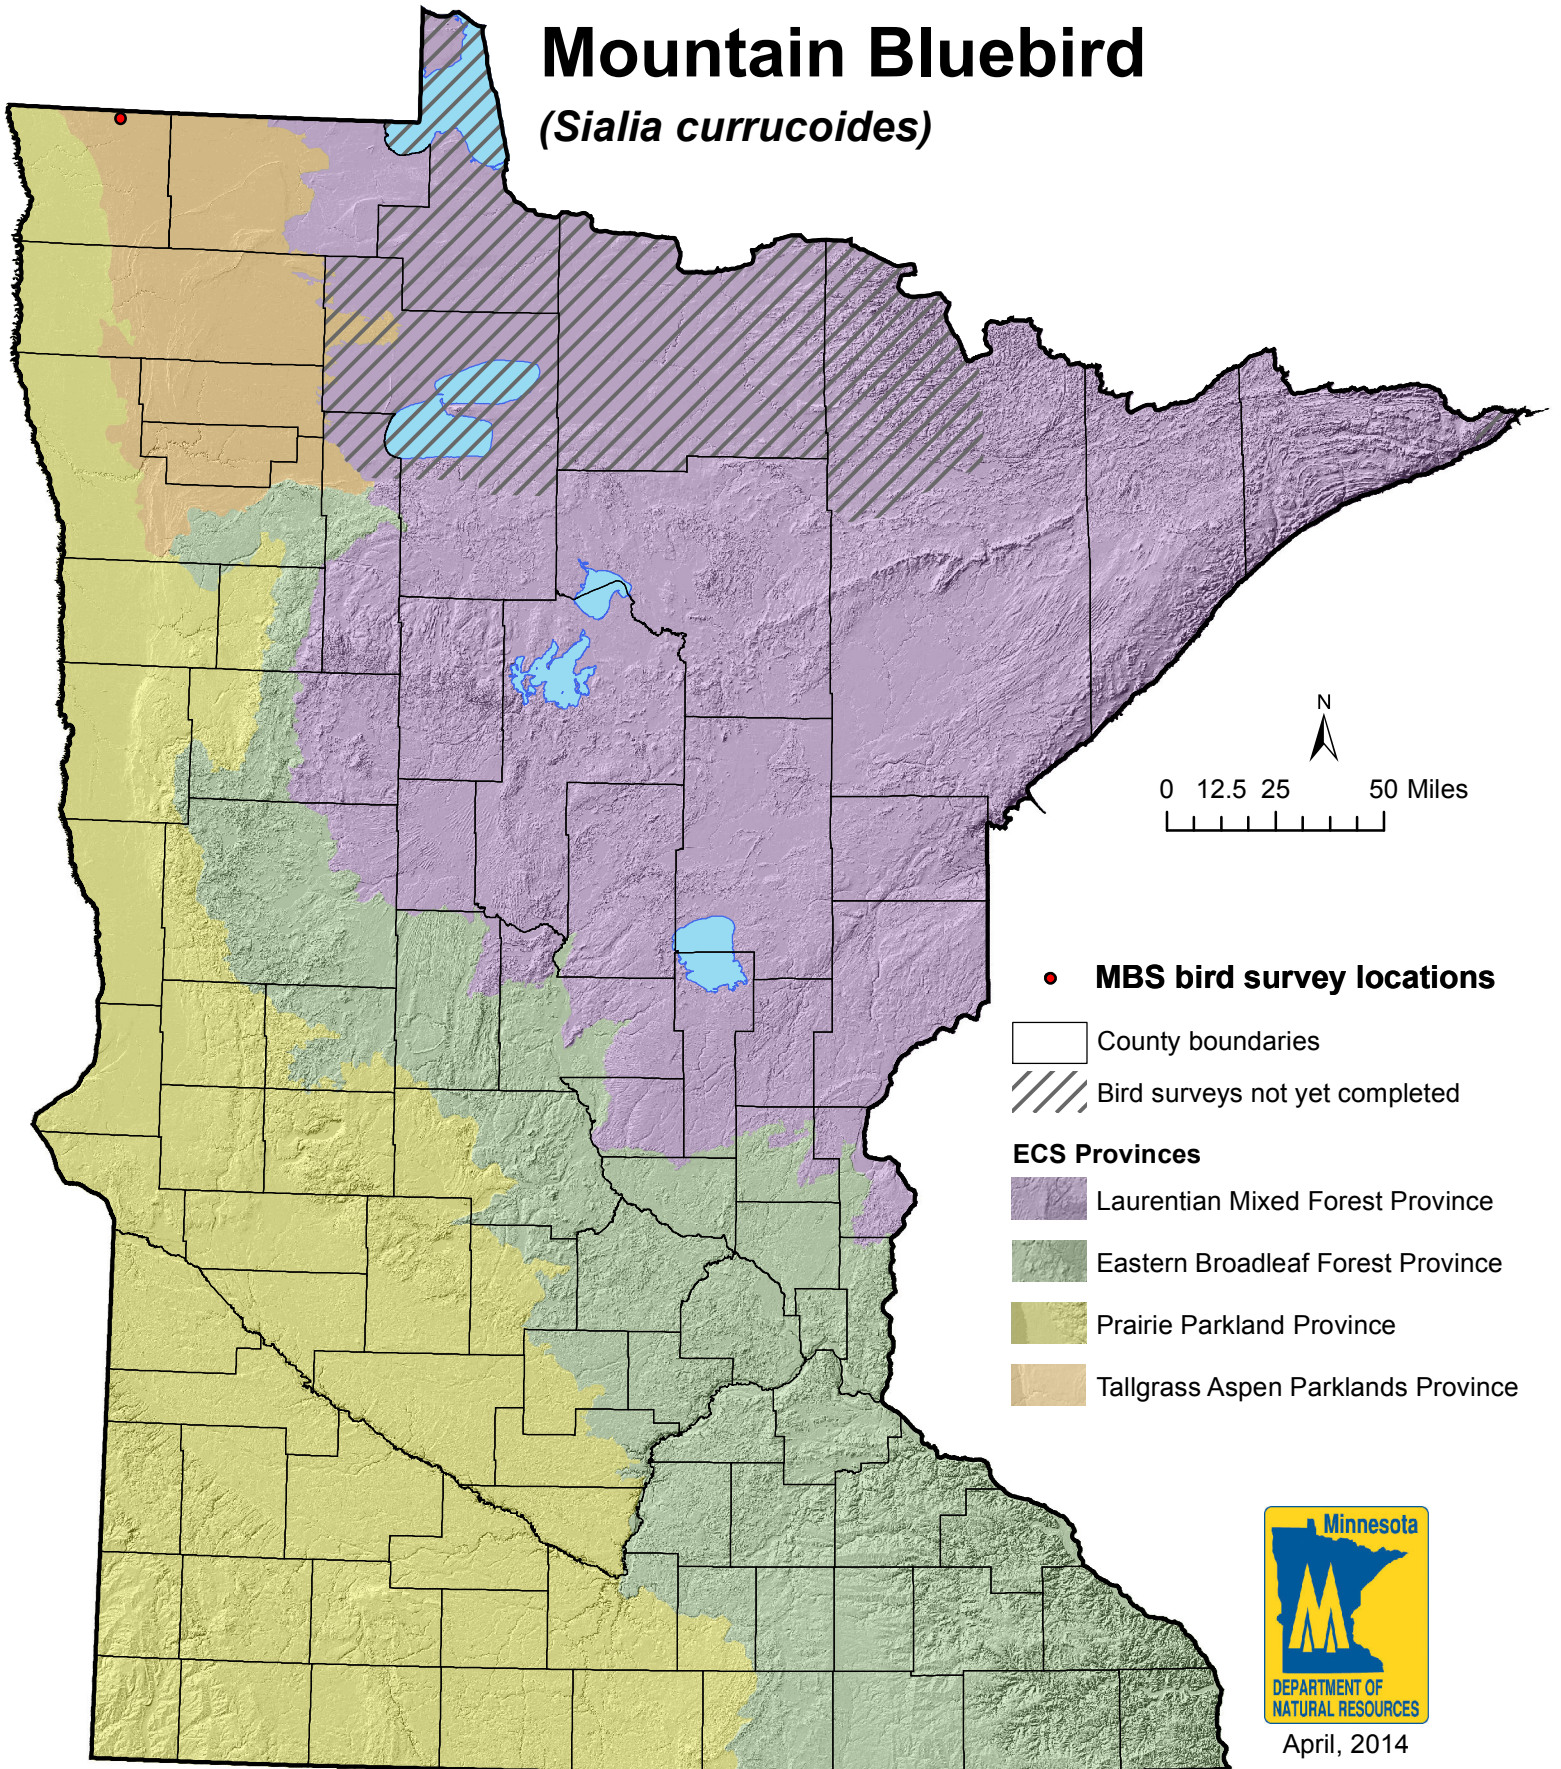 Mountain Bluebird
(Sialia currucoides)
N
0 12.5 25 50 Miles
MBS bird survey locations
County boundaries
Bird surveys not yet completed
ECS Provinces
Laurentian Mixed Forest Province
Eastern Broadleaf Forest Province
Prairie Parkland Province
Tallgrass Aspen Parklands Province
Minnesota
DEPARTMENT OF
NATURAL RESOURCES
April, 2014